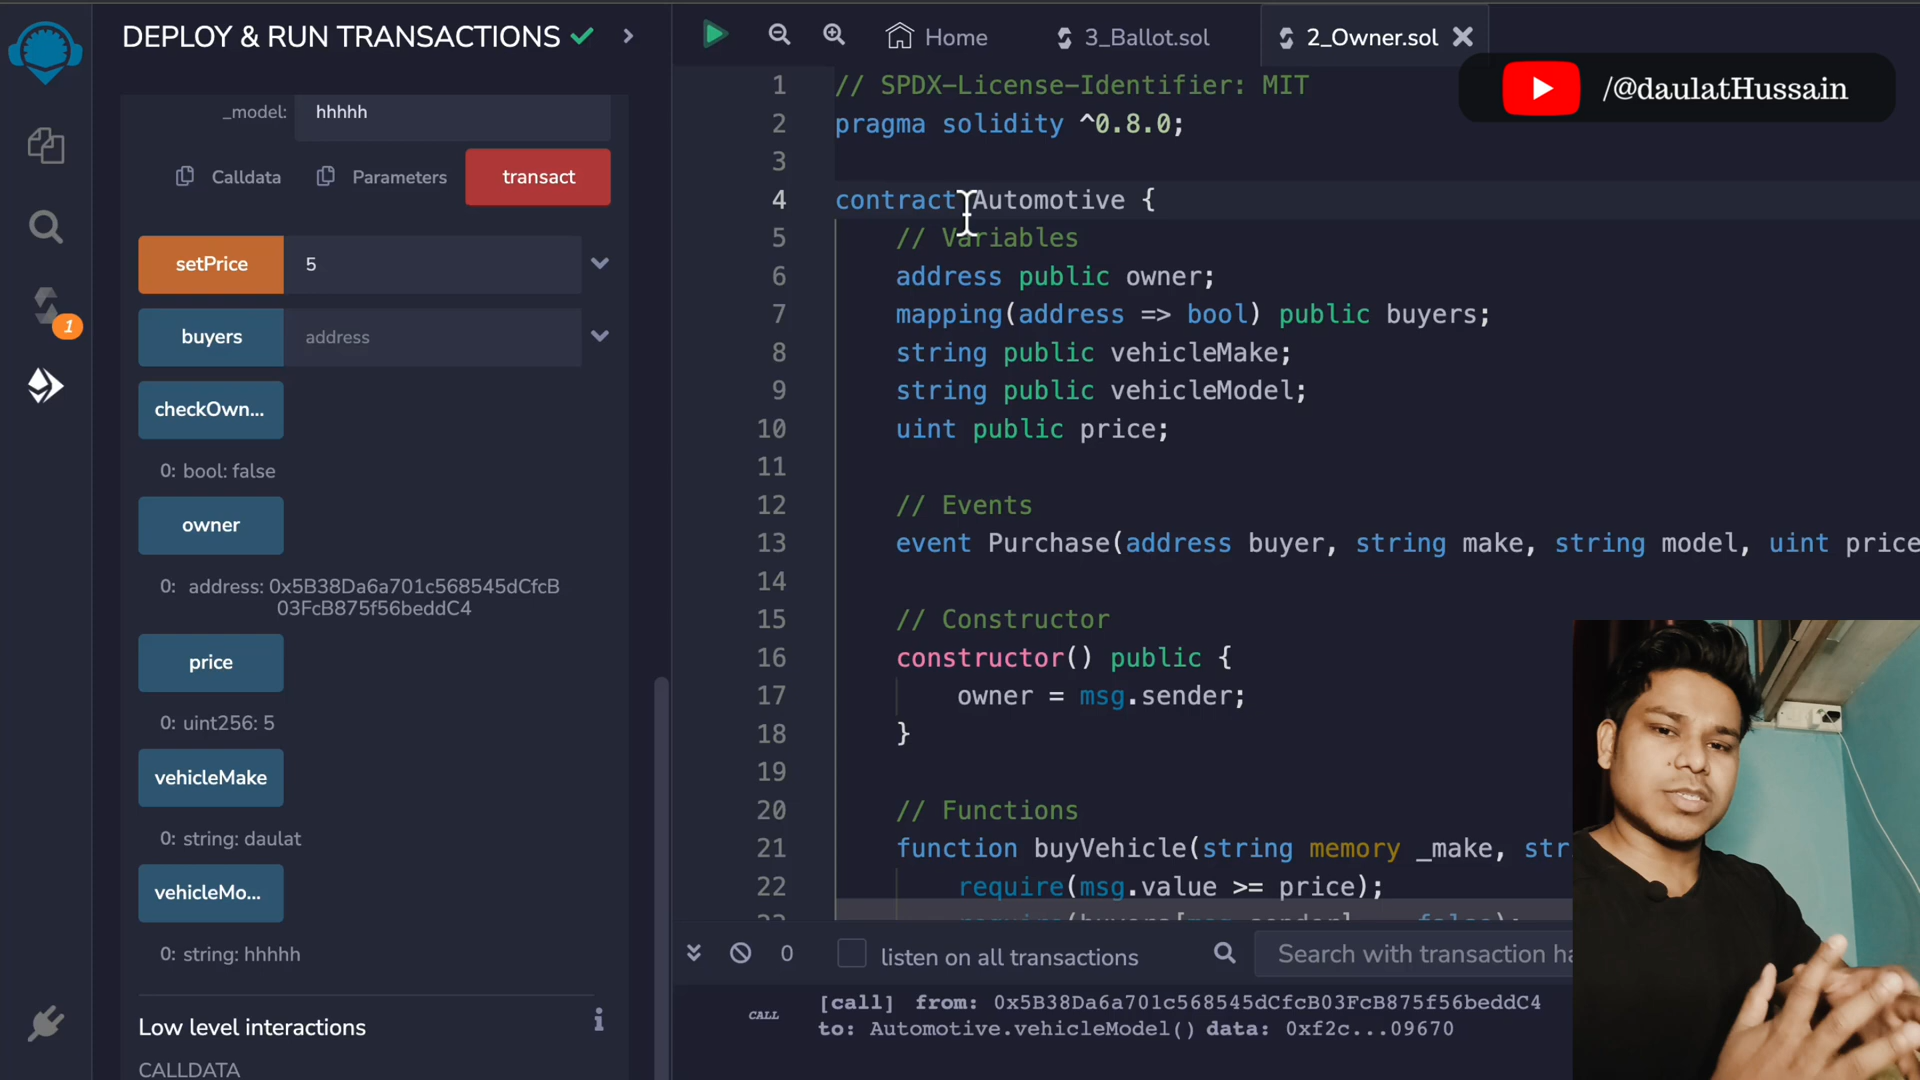 DEPLOY & RUN TRANSACTIONS
_model: hhhhh
Calldata Parameters transact
setPrice 5
buyers address
checkOwn...
0: bool: false
owner
0: address: 0x5B38Da6a701c568545dCfcB
03FcB875f56beddC4
price
0: uint256: 5
vehicleMake
0: string: daulat
vehicleMo...
0: string: hhhhh
Low level interactions
CALLDATA
1
Home 3_Ballot.sol 2_Owner.sol
/@daulatHussain
1 // SPDX-License-Identifier: MIT
2 pragma solidity ^0.8.0;
3
4 contract Automotive {
5 // Variables
6 address public owner;
7 mapping(address => bool) public buyers;
8 string public vehicleMake;
9 string public vehicleModel;
10 uint public price;
11
12 // Events
13 event Purchase(address buyer, string make, string model, uint price
14
15 // Constructor
16 constructor() public {
17 owner = msg.sender;
18 }
19
20 // Functions
21 function buyVehicle(string memory _make, str
22 require(msg.value >= price);
0 listen on all transactions Search with transaction ha
CALL [call] from: 0x5B38Da6a701c568545dCfcB03FcB875f56beddC4
to: Automotive.vehicleModel() data: 0xf2c...09670